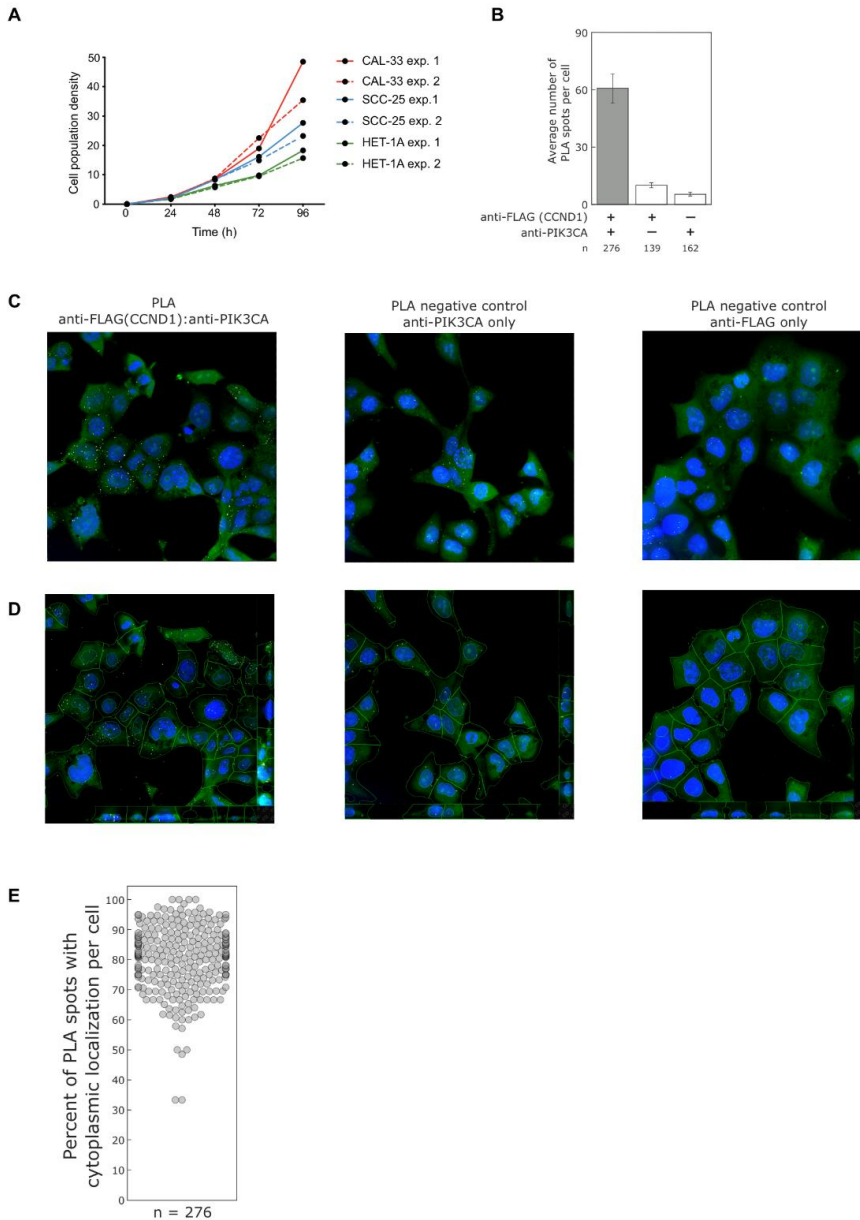 A
Cell population density
50
40
30
20
10
0
0 24 48 72 96
Time (h)
CAL-33 exp. 1
CAL-33 exp. 2
SCC-25 exp.1
SCC-25 exp. 2
HET-1A exp. 1
HET-1A exp. 2
B
Average number of
PLA spots per cell
90
60
30
0
anti-FLAG (CCND1) + + −
anti-PIK3CA + − +
n 276 139 162
C
PLA
anti-FLAG(CCND1):anti-PIK3CA
PLA negative control
anti-PIK3CA only
PLA negative control
anti-FLAG only
D
E
Percent of PLA spots with
cytoplasmic localization per cell
100
90
80
70
60
50
40
30
20
10
0
n = 276